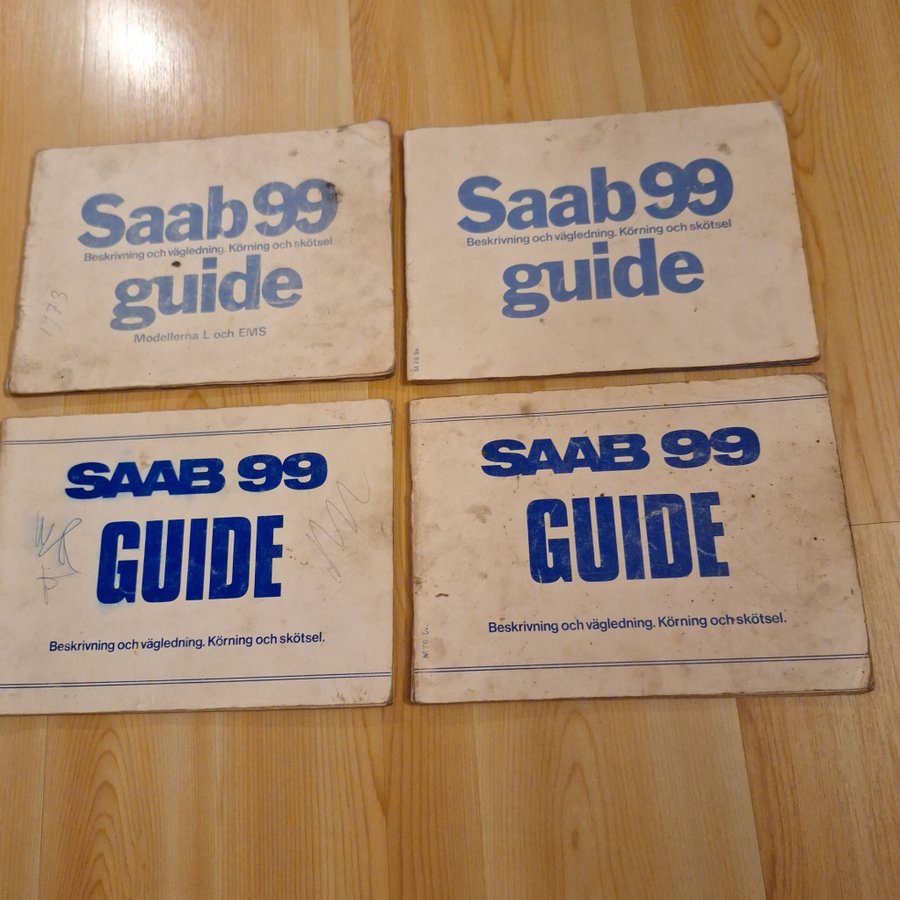 Saab 99
Beskrivning och vägledning. Körning och skötsel
guide
Modellerna L och EMS
1973
Saab 99
Beskrivning och vägledning. Körning och skötsel
guide
M 76 Sv.
SAAB 99
GUIDE
Beskrivning och vägledning. Körning och skötsel.
SAAB 99
GUIDE
Beskrivning och vägledning. Körning och skötsel.